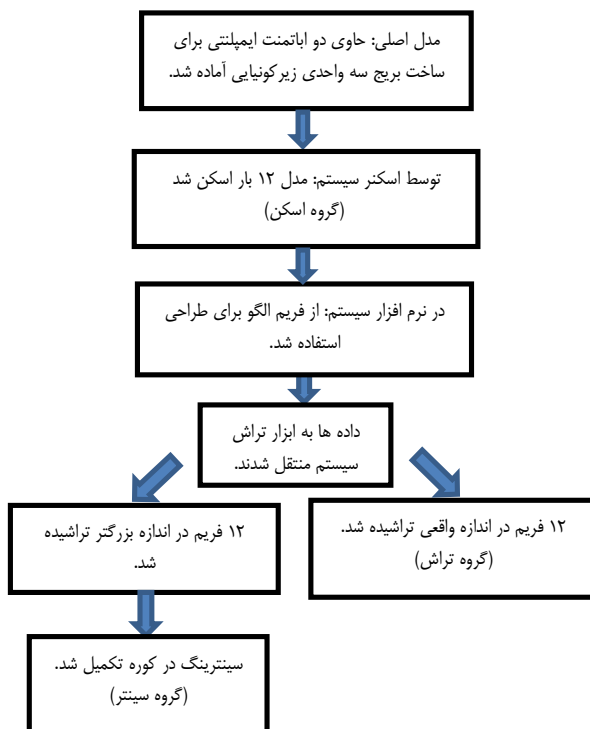 مدل اصلی: حاوی دو اباتمنت ایمپلنتی برای
ساخت بریج سه واحدی زیرکونیایی آماده شد.
توسط اسکنر سیستم: مدل ۱۲ بار اسکن شد
(گروه اسکن)
در نرم افزار سیستم: از فریم الگو برای طراحی
استفاده شد.
داده ها به ابزار تراش
سیستم منتقل شدند.
۱۲ فریم در اندازه واقعی تراشیده شد.
(گروه تراش)
۱۲ فریم در اندازه بزرگتر تراشیده
شد.
سینترینگ در کوره تکمیل شد.
(گروه سینتر)